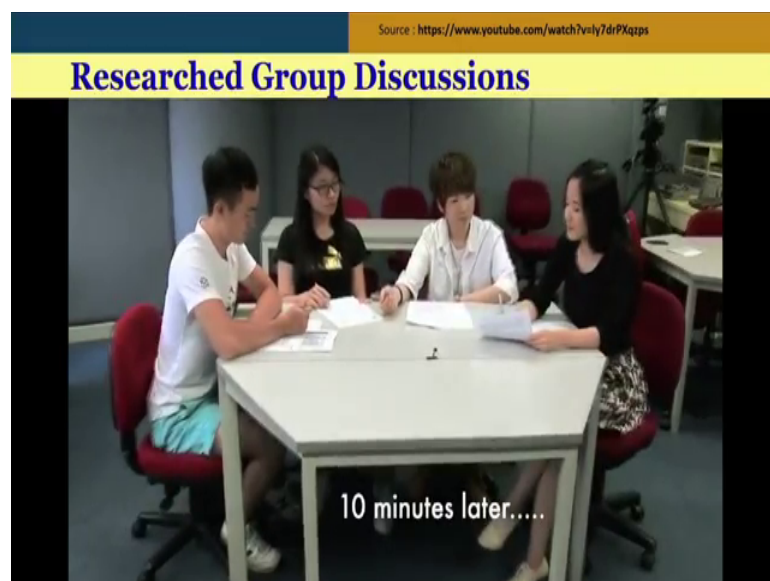 Source : https://www.youtube.com/watch?v=Iy7drPXqzps
Researched Group Discussions
10 minutes later.....